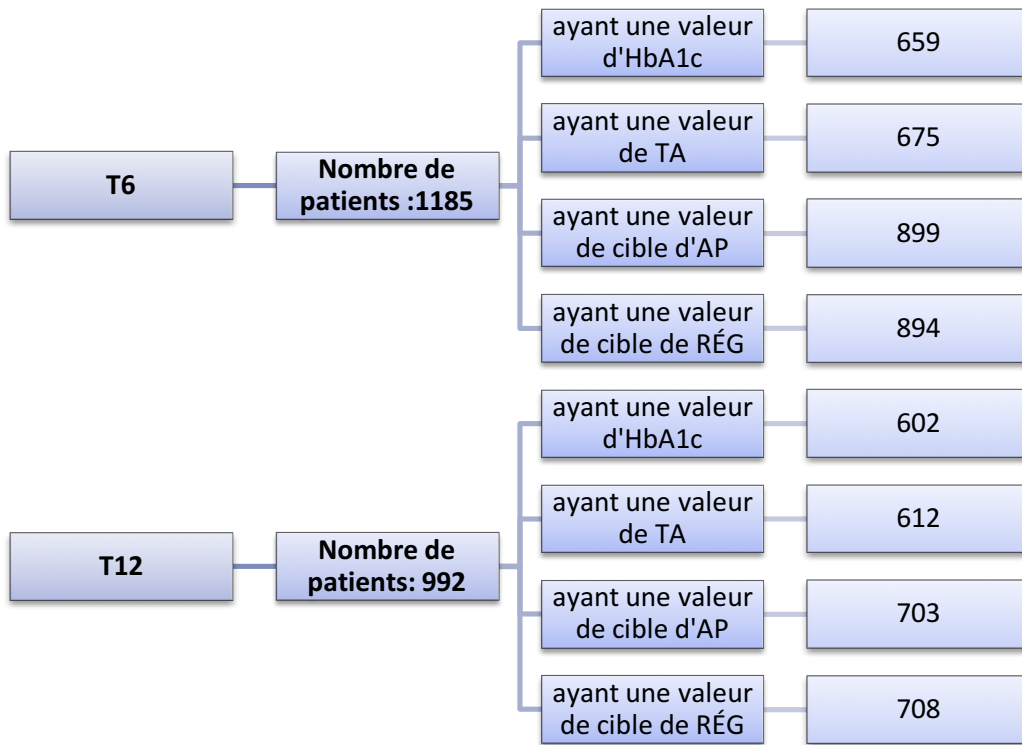 T6
Nombre de
patients :1185
ayant une valeur
d'HbA1c
659
ayant une valeur
de TA
675
ayant une valeur
de cible d'AP
899
ayant une valeur
de cible de RÉG
894
T12
Nombre de
patients: 992
ayant une valeur
d'HbA1c
602
ayant une valeur
de TA
612
ayant une valeur
de cible d'AP
703
ayant une valeur
de cible de RÉG
708